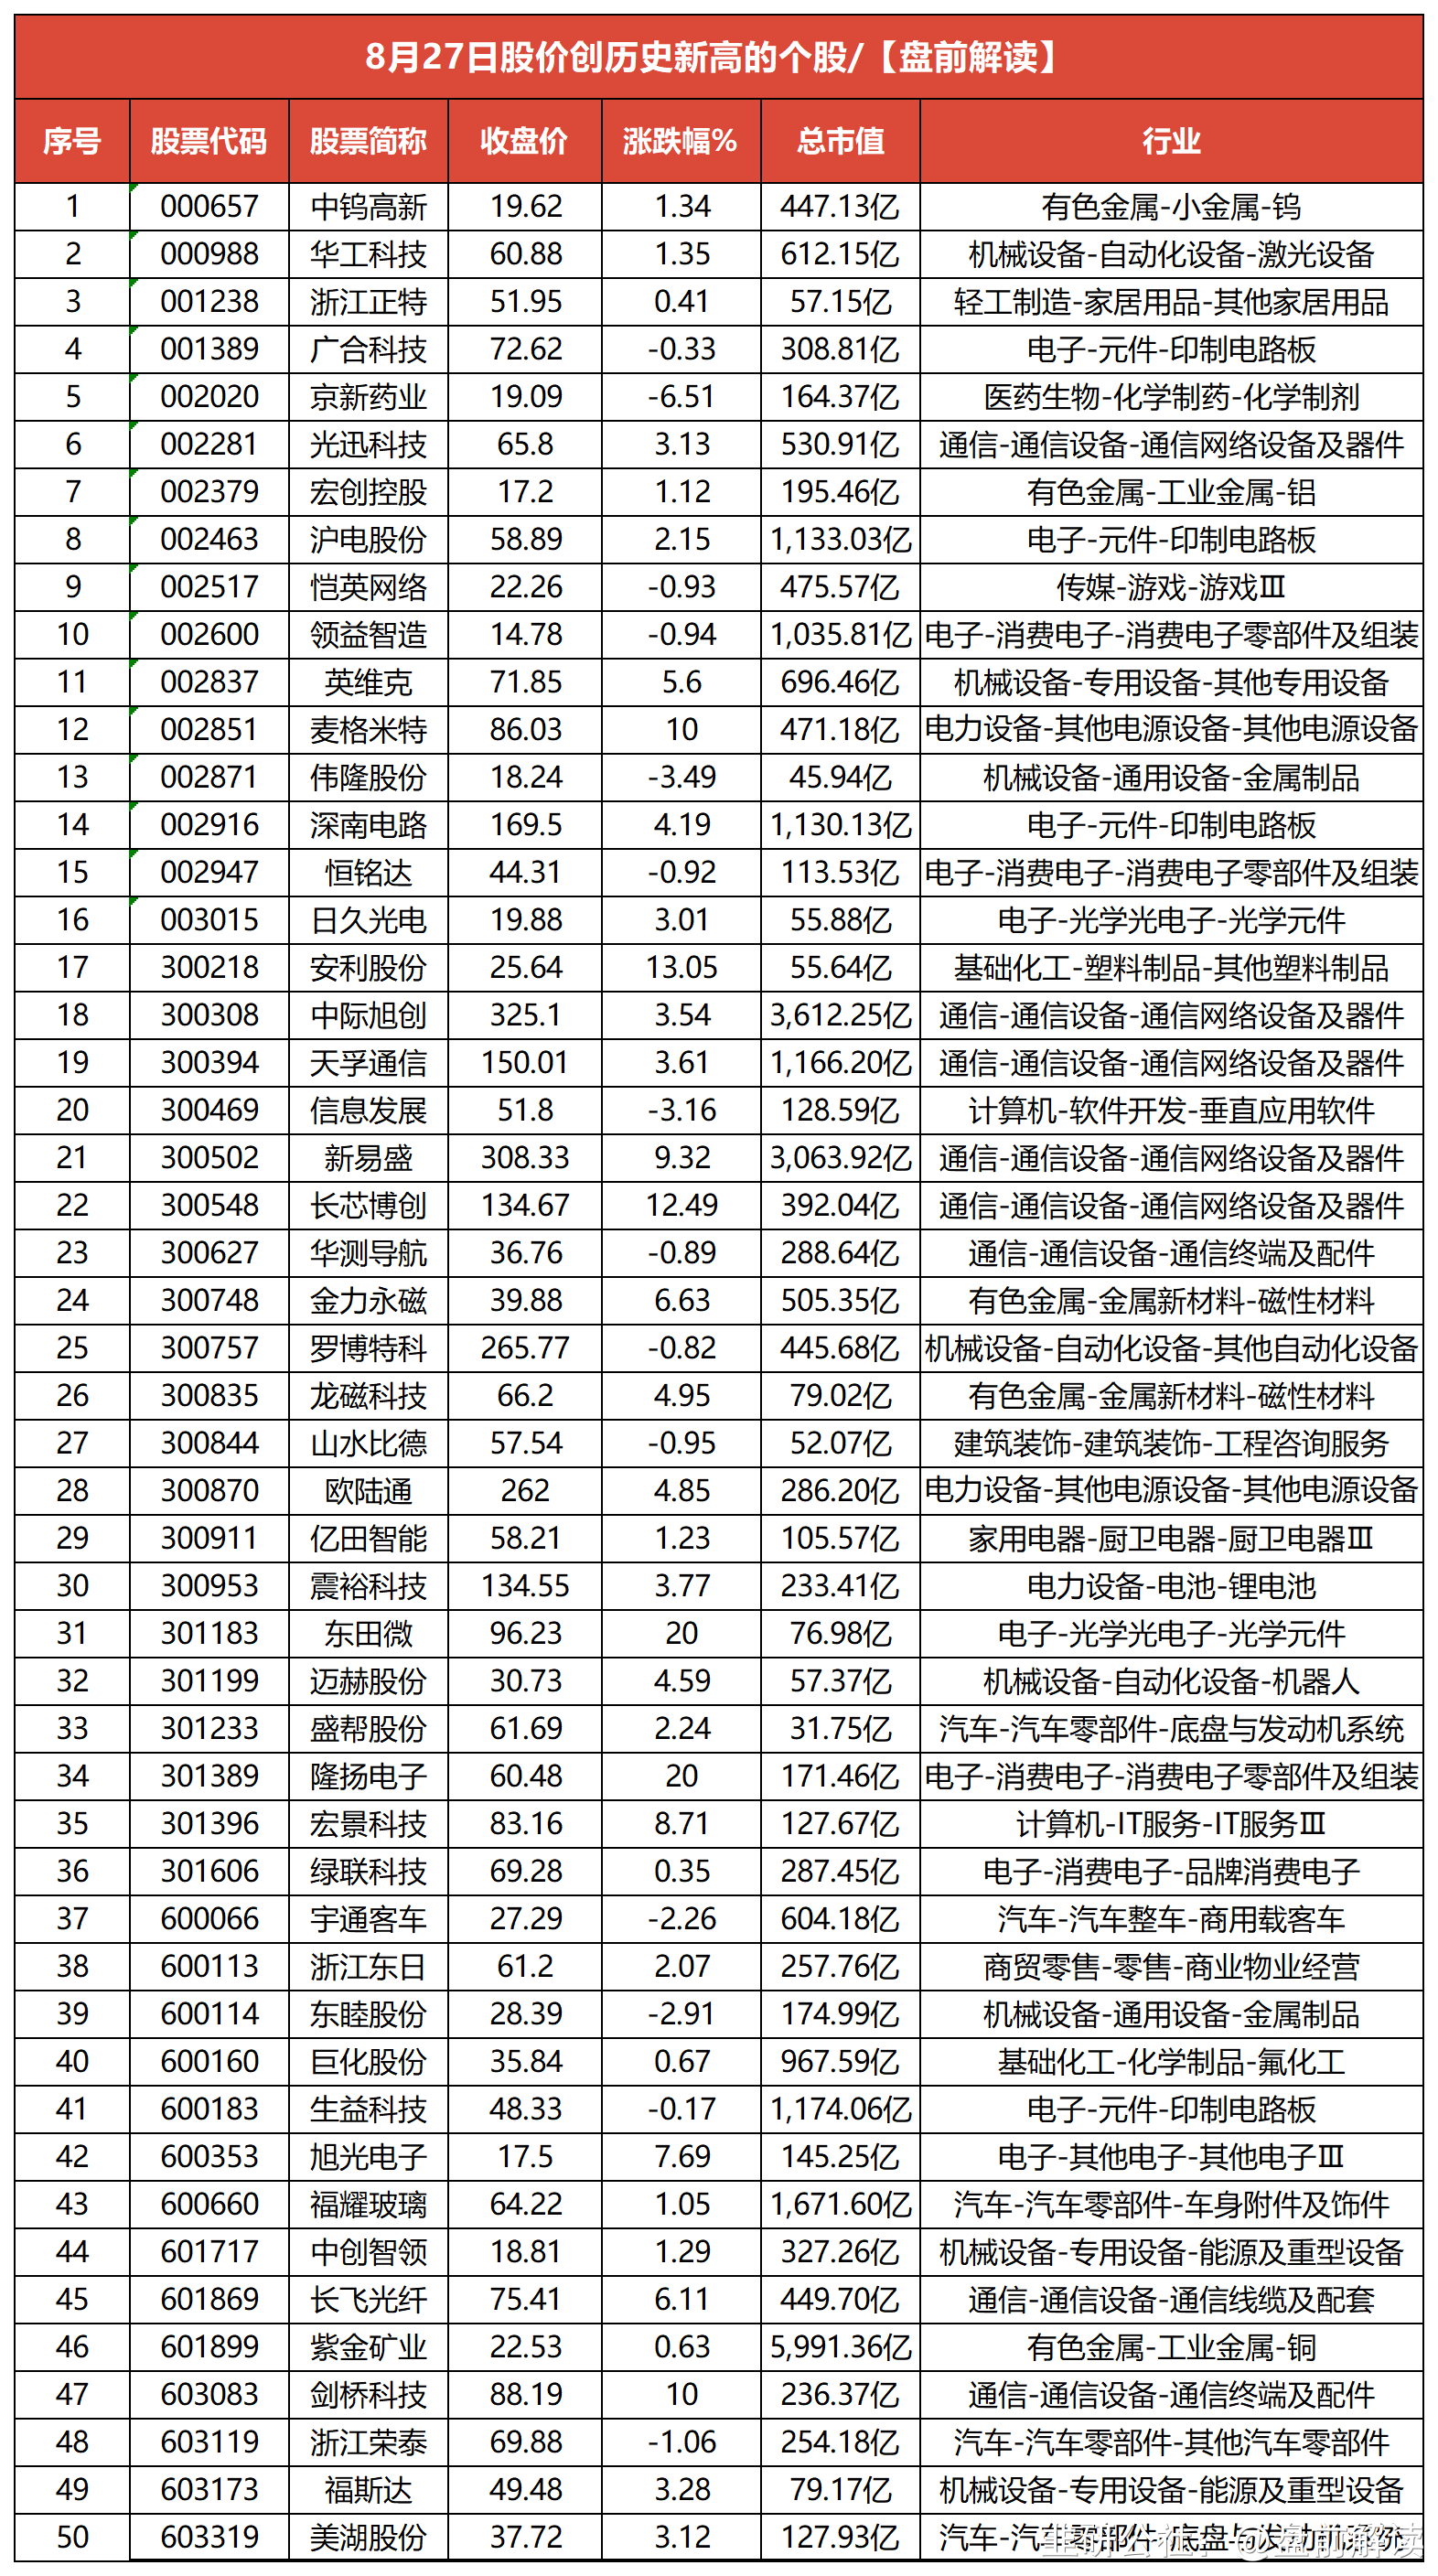 8月27日股价创历史新高的个股/【盘前解读】
序号 股票代码 股票简称 收盘价 涨跌幅% 总市值 行业
1 000657 中钨高新 19.62 1.34 447.13亿 有色金属-小金属-钨
2 000988 华工科技 60.88 1.35 612.15亿 机械设备-自动化设备-激光设备
3 001238 浙江正特 51.95 0.41 57.15亿 轻工制造-家居用品-其他家居用品
4 001389 广合科技 72.62 -0.33 308.81亿 电子-元件-印制电路板
5 002020 京新药业 19.09 -6.51 164.37亿 医药生物-化学制药-化学制剂
6 002281 光迅科技 65.8 3.13 530.91亿 通信-通信设备-通信网络设备及器件
7 002379 宏创控股 17.2 1.12 195.46亿 有色金属-工业金属-铝
8 002463 沪电股份 58.89 2.15 1,133.03亿 电子-元件-印制电路板
9 002517 恺英网络 22.26 -0.93 475.57亿 传媒-游戏-游戏Ⅲ
10 002600 领益智造 14.78 -0.94 1,035.81亿 电子-消费电子-消费电子零部件及组装
11 002837 英维克 71.85 5.6 696.46亿 机械设备-专用设备-其他专用设备
12 002851 麦格米特 86.03 10 471.18亿 电力设备-其他电源设备-其他电源设备
13 002871 伟隆股份 18.24 -3.49 45.94亿 机械设备-通用设备-金属制品
14 002916 深南电路 169.5 4.19 1,130.13亿 电子-元件-印制电路板
15 002947 恒铭达 44.31 -0.92 113.53亿 电子-消费电子-消费电子零部件及组装
16 003015 日久光电 19.88 3.01 55.88亿 电子-光学光电子-光学元件
17 300218 安利股份 25.64 13.05 55.64亿 基础化工-塑料制品-其他塑料制品
18 300308 中际旭创 325.1 3.54 3,612.25亿 通信-通信设备-通信网络设备及器件
19 300394 天孚通信 150.01 3.61 1,166.20亿 通信-通信设备-通信网络设备及器件
20 300469 信息发展 51.8 -3.16 128.59亿 计算机-软件开发-垂直应用软件
21 300502 新易盛 308.33 9.32 3,063.92亿 通信-通信设备-通信网络设备及器件
22 300548 长芯博创 134.67 12.49 392.04亿 通信-通信设备-通信网络设备及器件
23 300627 华测导航 36.76 -0.89 288.64亿 通信-通信设备-通信终端及配件
24 300748 金力永磁 39.88 6.63 505.35亿 有色金属-金属新材料-磁性材料
25 300757 罗博特科 265.77 -0.82 445.68亿 机械设备-自动化设备-其他自动化设备
26 300835 龙磁科技 66.2 4.95 79.02亿 有色金属-金属新材料-磁性材料
27 300844 山水比德 57.54 -0.95 52.07亿 建筑装饰-建筑装饰-工程咨询服务
28 300870 欧陆通 262 4.85 286.20亿 电力设备-其他电源设备-其他电源设备
29 300911 亿田智能 58.21 1.23 105.57亿 家用电器-厨卫电器-厨卫电器Ⅲ
30 300953 震裕科技 134.55 3.77 233.41亿 电力设备-电池-锂电池
31 301183 东田微 96.23 20 76.98亿 电子-光学光电子-光学元件
32 301199 迈赫股份 30.73 4.59 57.37亿 机械设备-自动化设备-机器人
33 301233 盛帮股份 61.69 2.24 31.75亿 汽车-汽车零部件-底盘与发动机系统
34 301389 隆扬电子 60.48 20 171.46亿 电子-消费电子-消费电子零部件及组装
35 301396 宏景科技 83.16 8.71 127.67亿 计算机-IT服务-IT服务Ⅲ
36 301606 绿联科技 69.28 0.35 287.45亿 电子-消费电子-品牌消费电子
37 600066 宇通客车 27.29 -2.26 604.18亿 汽车-汽车整车-商用载客车
38 600113 浙江东日 61.2 2.07 257.76亿 商贸零售-零售-商业物业经营
39 600114 东睦股份 28.39 -2.91 174.99亿 机械设备-通用设备-金属制品
40 600160 巨化股份 35.84 0.67 967.59亿 基础化工-化学制品-氟化工
41 600183 生益科技 48.33 -0.17 1,174.06亿 电子-元件-印制电路板
42 600353 旭光电子 17.5 7.69 145.25亿 电子-其他电子-其他电子Ⅲ
43 600660 福耀玻璃 64.22 1.05 1,671.60亿 汽车-汽车零部件-车身附件及饰件
44 601717 中创智领 18.81 1.29 327.26亿 机械设备-专用设备-能源及重型设备
45 601869 长飞光纤 75.41 6.11 449.70亿 通信-通信设备-通信线缆及配套
46 601899 紫金矿业 22.53 0.63 5,991.36亿 有色金属-工业金属-铜
47 603083 剑桥科技 88.19 10 236.37亿 通信-通信设备-通信终端及配件
48 603119 浙江荣泰 69.88 -1.06 254.18亿 汽车-汽车零部件-其他汽车零部件
49 603173 福斯达 49.48 3.28 79.17亿 机械设备-专用设备-能源及重型设备
50 603319 美湖股份 37.72 3.12 127.93亿 汽车-汽车零部件-底盘与发动机系统
韭研公社：@盘前解读